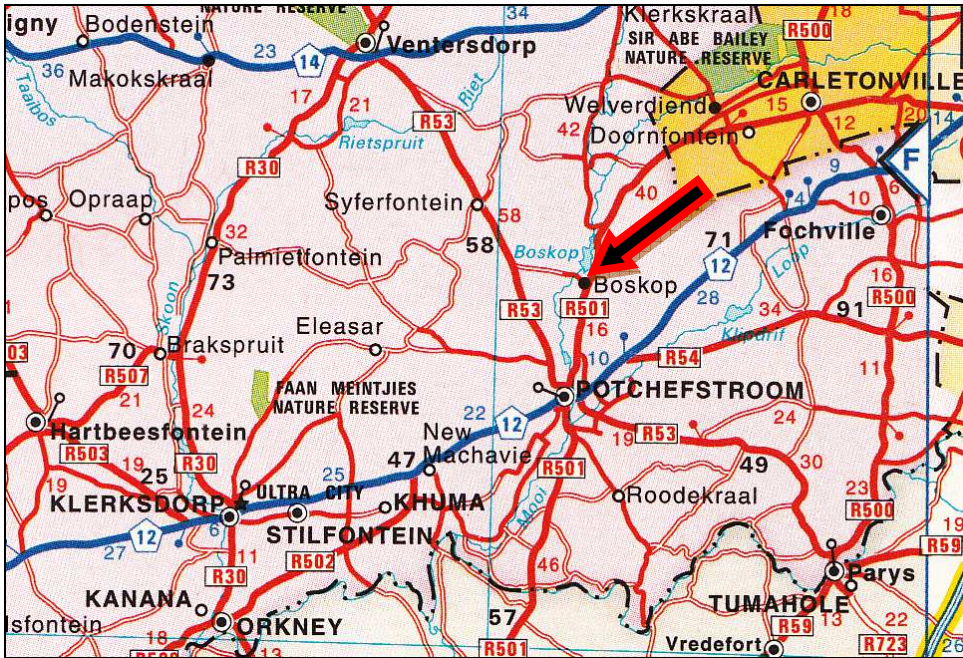 NATURE RESERVE
igny
Bodenstein
34
Klerkskraal
18
R500
SIR ABE BAILEY
NATURE RESERVE
23
14
Ventersdorp
36
Makokskraal
CARLETONVILLE
Taaibos
17
21
Riet
R53
Welverdiend
15
20
14
42
Doornfontein
12
Rietspruit
R30
F
9
6
40
4
10
pos
Opraap
Syferfontein
58
58
Fochville
32
71
Palmietfontein
Boskop
12
Loop
73
Boskop
28
16
R500
Skoon
R53
R501
34
91
Eleasar
16
Klipdrif
03
70
Brakspruit
10
R54
R507
11
FAAN MEINTJIES
NATURE RESERVE
POTCHEFSTROOM
21
24
22
12
24
Hartbeesfontein
New
Machavie
19
R53
R503
19
R30
47
R501
49
30
19
25
25
KLERKSDORP
ULTRA CITY
KHUMA
Mooi
Roodekraal
23
R500
6
STILFONTEIN
12
27
19
11
R502
R59
R30
46
Parys
KANANA
TUMAHOLE
57
13
22
lsfontein
ORKNEY
R59
18
R501
Vredefort
R723
13
26